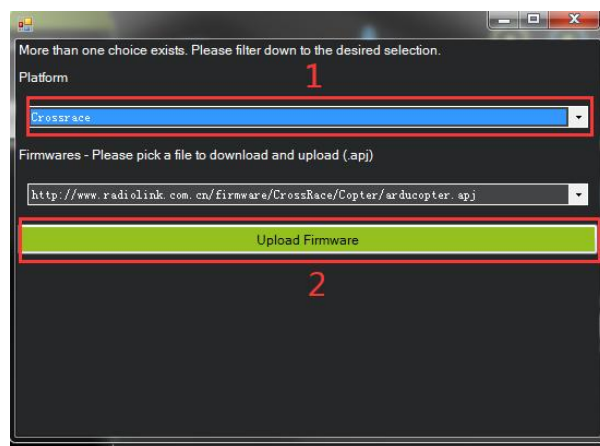 More than one choice exists. Please filter down to the desired selection.
Platform
1
Crossrace
Firmwares - Please pick a file to download and upload (.apj)
http://www.radiolink.com.cn/firmware/CrossRace/Copter/arducopter.apj
Upload Firmware
2